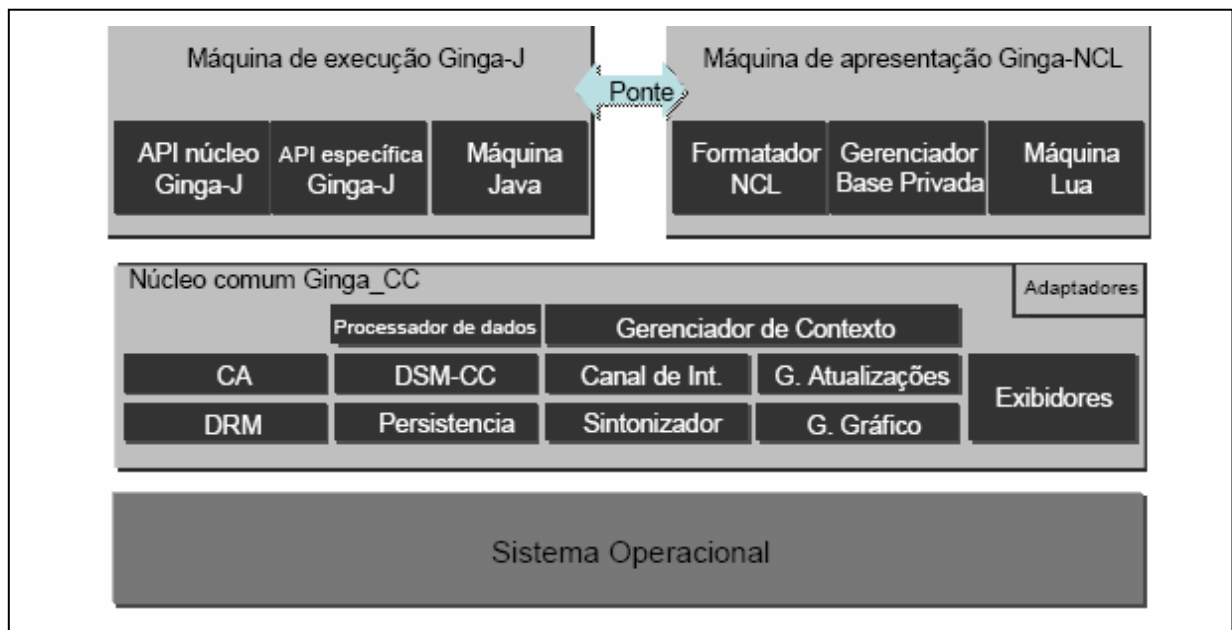 Máquina de execução Ginga-J
Ponte
Máquina de apresentação Ginga-NCL
API núcleo
Ginga-J
API específica
Ginga-J
Máquina
Java
Formatador
NCL
Gerenciador
Base Privada
Máquina
Lua
Núcleo comum Ginga_CC
Adaptadores
Processador de dados
Gerenciador de Contexto
CA
DSM-CC
Canal de Int.
G. Atualizações
Exibidores
DRM
Persistencia
Sintonizador
G. Gráfico
Sistema Operacional